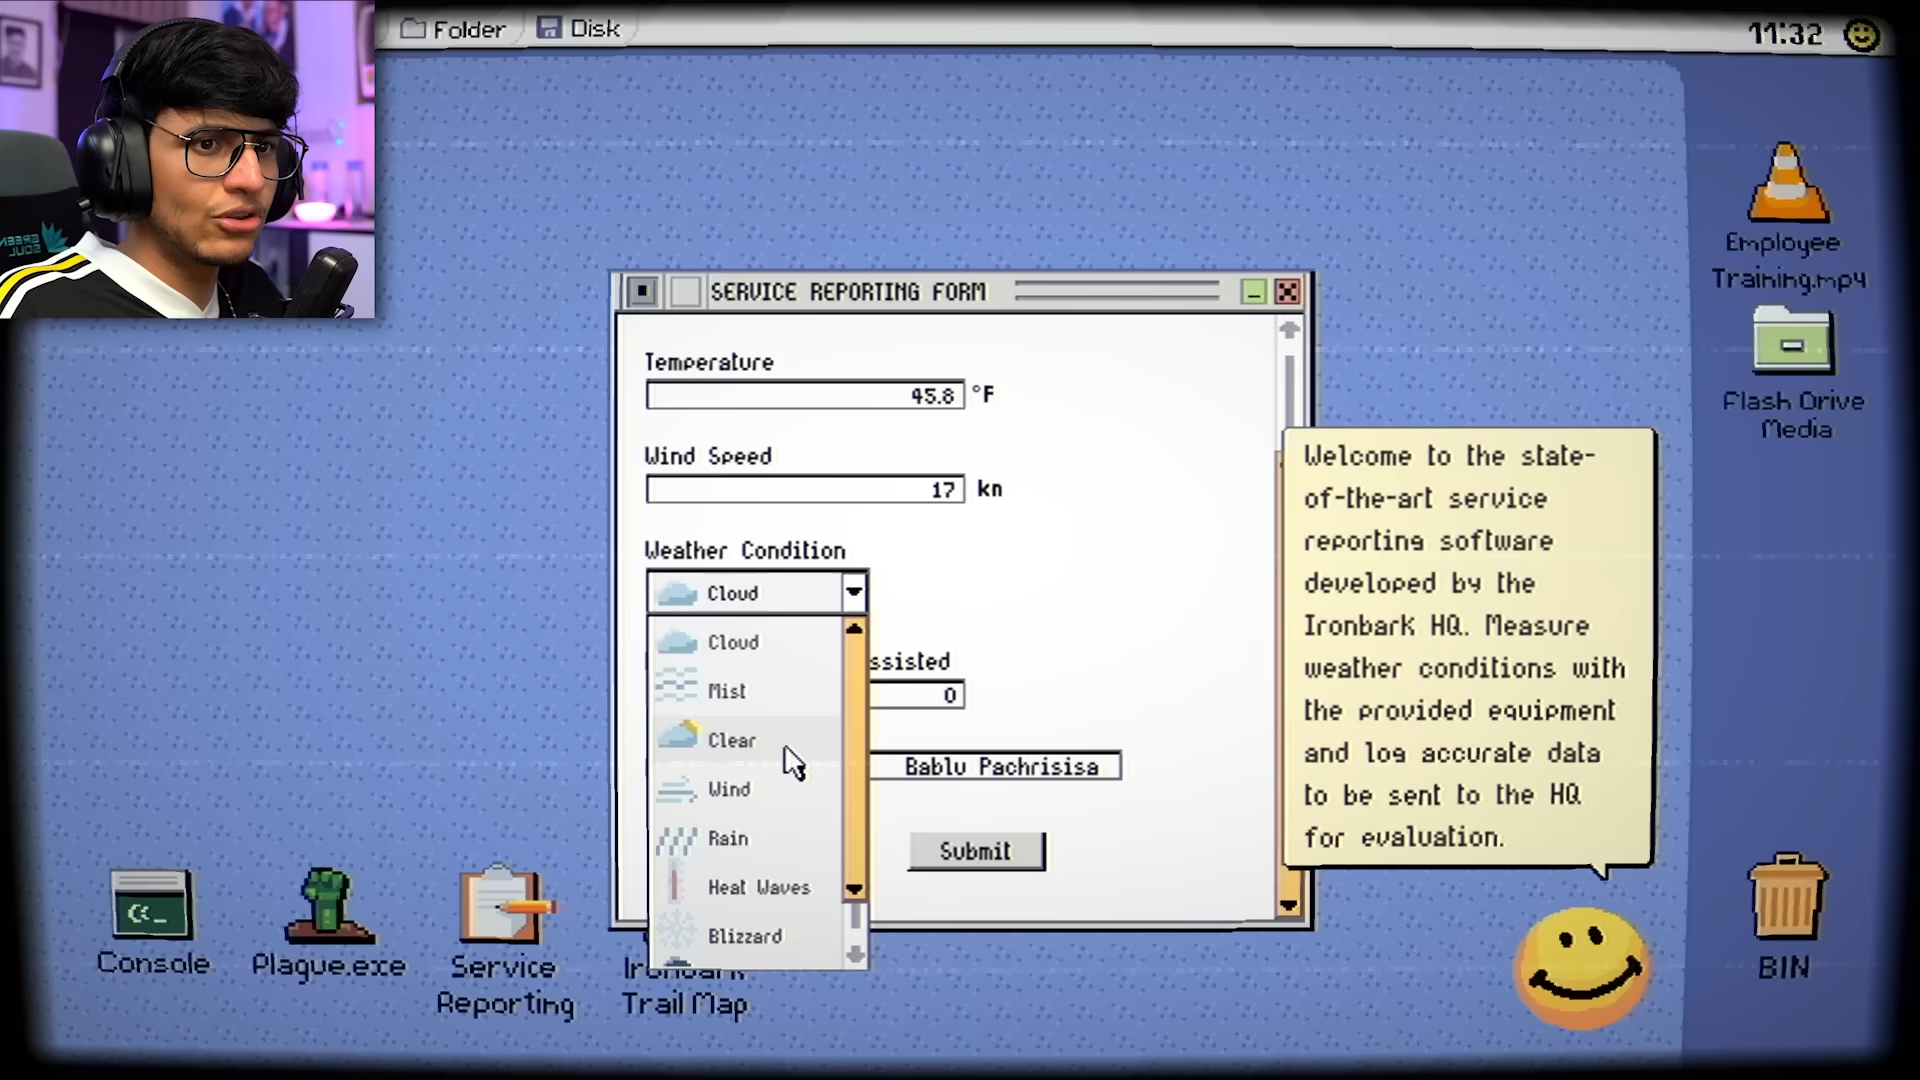 Folder
Disk
11:32
SERVICE REPORTING FORM
Temperature
45.8 °F
Wind Speed
17 kn
Weather Condition
Cloud
Cloud
Mist
Clear
Wind
Rain
Heat Waves
Blizzard
ssisted
0
Bablu Pachrisisa
Submit
Welcome to the state-
of-the-art service
reporting software
developed by the
Ironbark HQ. Measure
weather conditions with
the provided equipment
and log accurate data
to be sent to the HQ
for evaluation.
Employee
Training.mp4
Flash Drive
Media
BIN
Console
Plague.exe
Service
Reporting
Ironbark
Trail Map
GREEN
SOUL